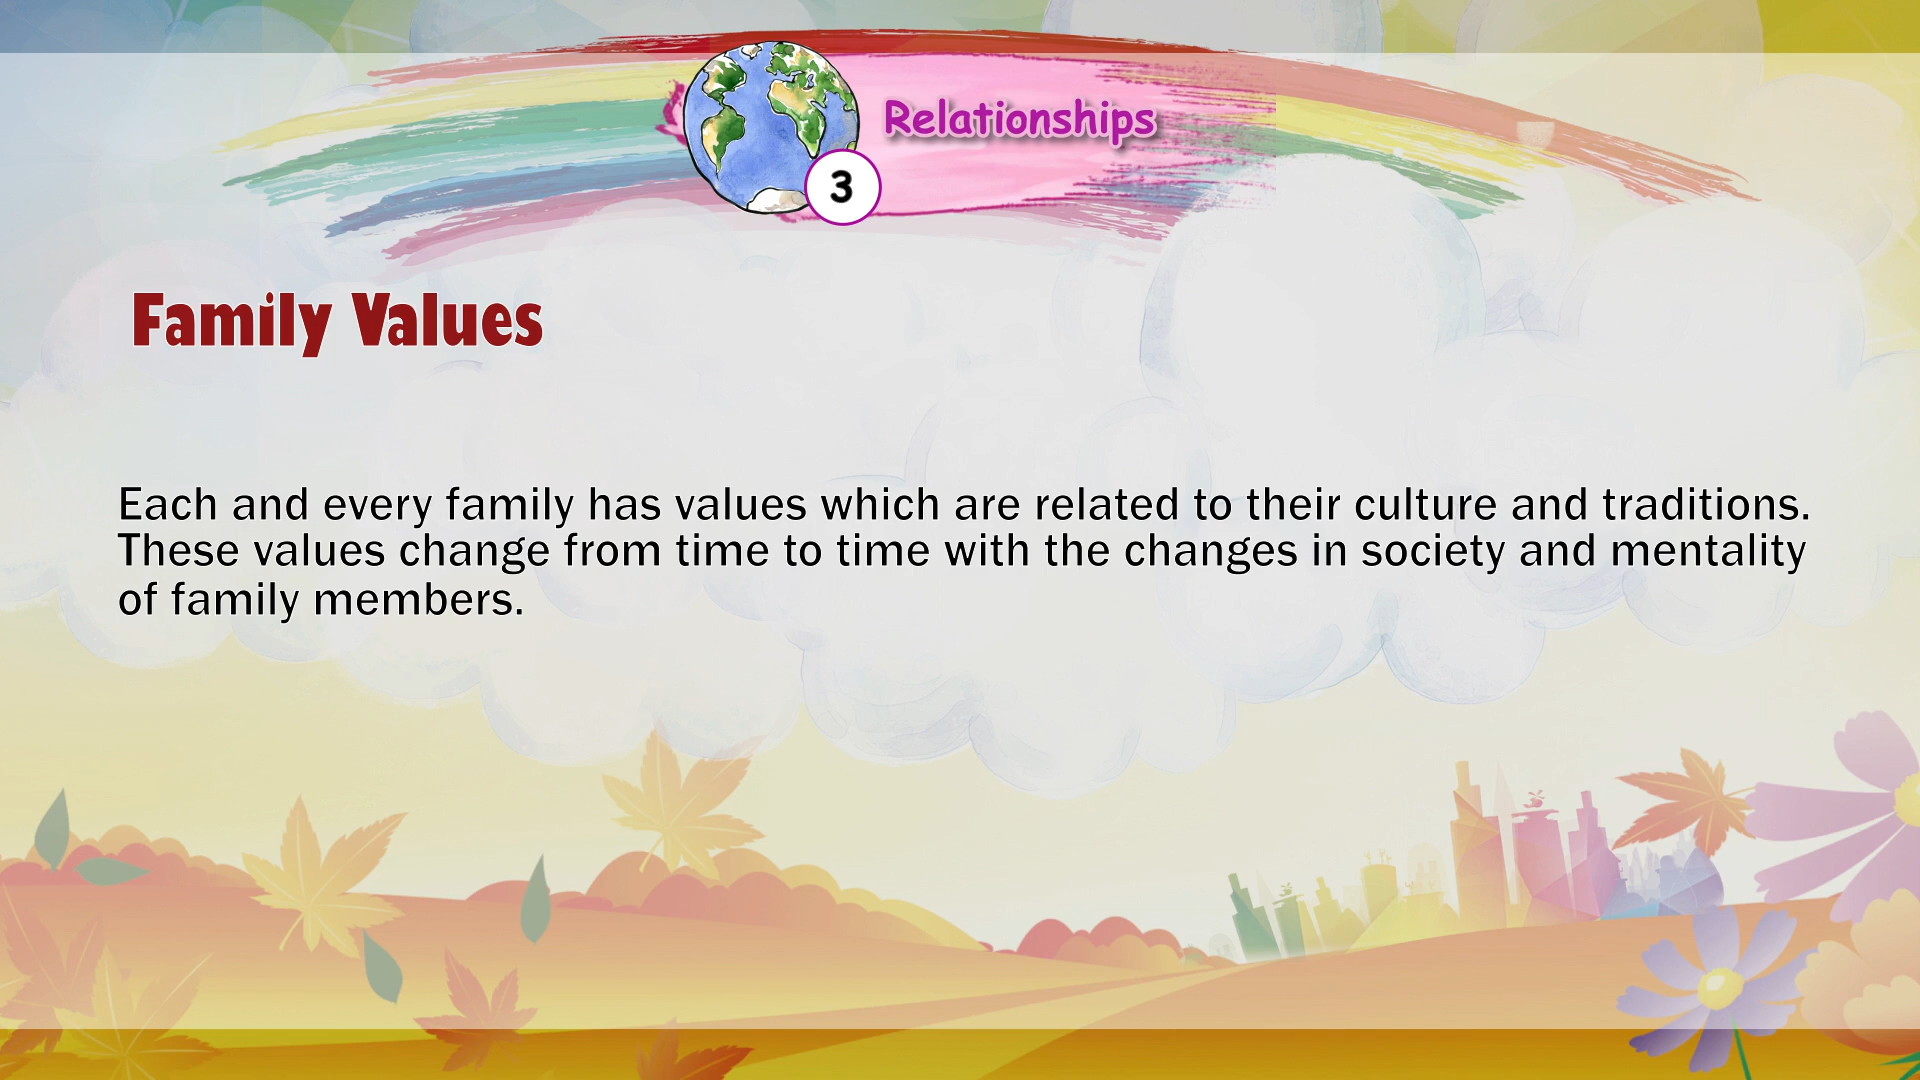 Relationships
3
Family Values
Each and every family has values which are related to their culture and traditions.
These values change from time to time with the changes in society and mentality
of family members.